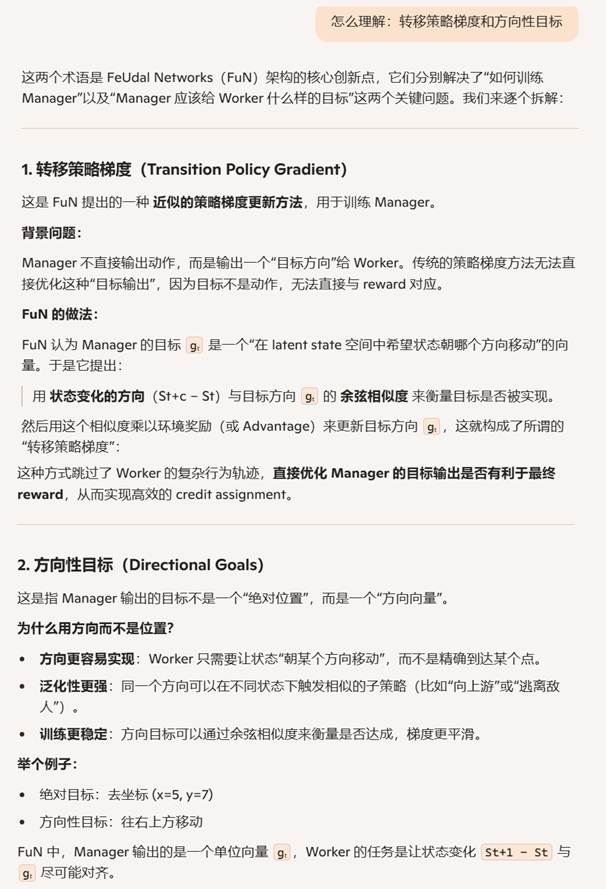 怎么理解：转移策略梯度和方向性目标
这两个术语是 FeUdal Networks（FuN）架构的核心创新点，它们分别解决了“如何训练
Manager”以及“Manager 应该给 Worker 什么样的目标”这两个关键问题。我们来逐个拆解：
1. 转移策略梯度（Transition Policy Gradient）
这是 FuN 提出的一种 近似的策略梯度更新方法，用于训练 Manager。
背景问题：
Manager 不直接输出动作，而是输出一个“目标方向”给 Worker。传统的策略梯度方法无法直
接优化这种“目标输出”，因为目标不是动作，无法直接与 reward 对应。
FuN 的做法：
FuN 认为 Manager 的目标 gₜ 是一个“在 latent state 空间中希望状态朝哪个方向移动”的向
量。于是它提出：
用 状态变化的方向（St+c − St）与目标方向 gₜ 的 余弦相似度 来衡量目标是否被实现。
然后用这个相似度乘以环境奖励（或 Advantage）来更新目标方向 gₜ，这就构成了所谓的
“转移策略梯度”：
这种方式跳过了 Worker 的复杂行为轨迹，直接优化 Manager 的目标输出是否有利于最终
reward，从而实现高效的 credit assignment。
2. 方向性目标（Directional Goals）
这是指 Manager 输出的目标不是一个“绝对位置”，而是一个“方向向量”。
为什么用方向而不是位置？
• 方向更容易实现：Worker 只需要让状态“朝某个方向移动”，而不是精确到达某个点。
• 泛化性更强：同一个方向可以在不同状态下触发相似的子策略（比如“向上游”或“逃离敌
人”）。
• 训练更稳定：方向目标可以通过余弦相似度来衡量是否达成，梯度更平滑。
举个例子：
• 绝对目标：去坐标 (x=5, y=7)
• 方向性目标：往右上方移动
FuN 中，Manager 输出的是一个单位向量 gₜ，Worker 的任务是让状态变化 St+1 − St 与
gₜ 尽可能对齐。